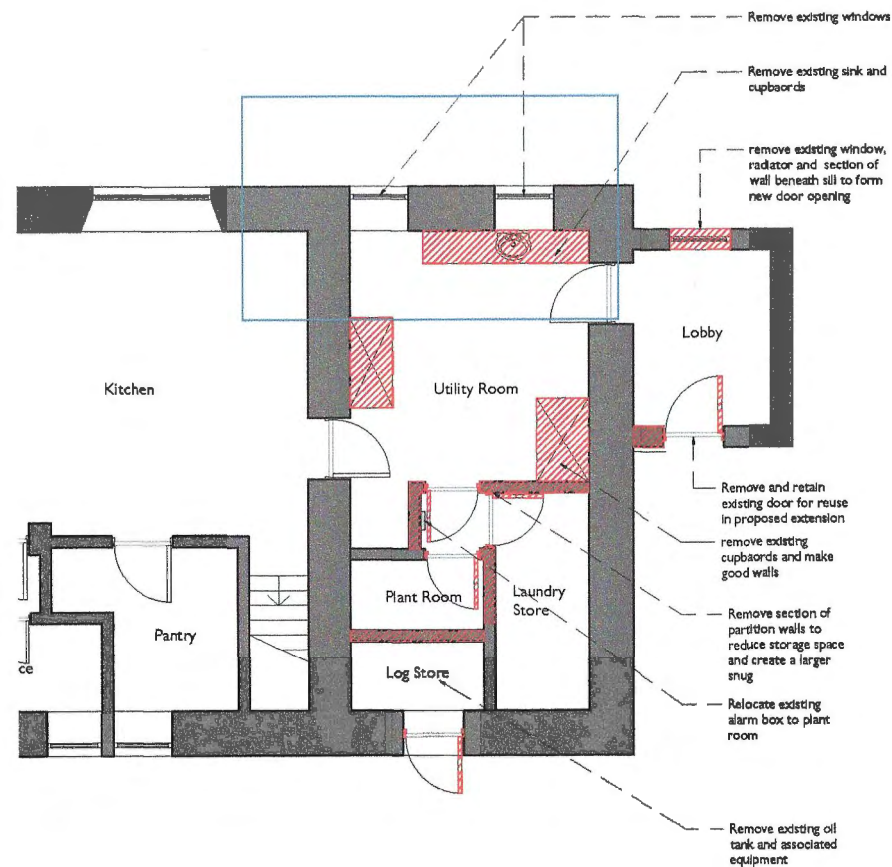 Remove existing windows
Remove existing sink and
cupbaords
remove existing window,
radiator and section of
wall beneath sill to form
new door opening
Lobby
Kitchen
Utility Room
Remove and retain
existing door for reuse
in proposed extension
remove existing
cupbaords and make
good walls
Plant Room
Laundry
Store
Pantry
Remove section of
partition walls to
reduce storage space
and create a larger
snug
ce
Log Store
Relocate existing
alarm box to plant
room
Remove existing oil
tank and associated
equipment